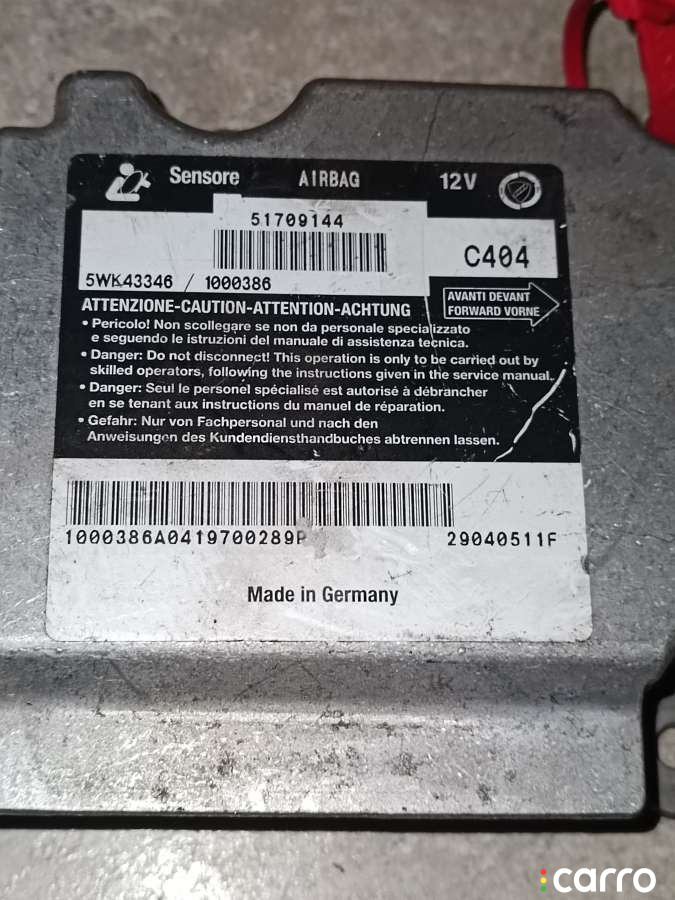 Sensore AIRBAG 12V
51709144
C404
5WK43346 / 1000386
ATTENZIONE-CAUTION-ATTENTION-ACHTUNG
AVANTI DEVANT
FORWARD VORNE
• Pericolo! Non scollegare se non da personale specializzato
e seguendo le istruzioni del manuale di assistenza tecnica.
• Danger: Do not disconnect! This operation is only to be carried out by
skilled operators, following the instructions given in the service manual.
• Danger: Seul le personel spécialisé est autorisé à débrancher
en se tenant aux instructions du manuel de réparation.
• Gefahr: Nur von Fachpersonal und nach den
Anweisungen des Kundendiensthandbuches abtrennen lassen.
1000386A0419700289P 29040511F
Made in Germany
carro